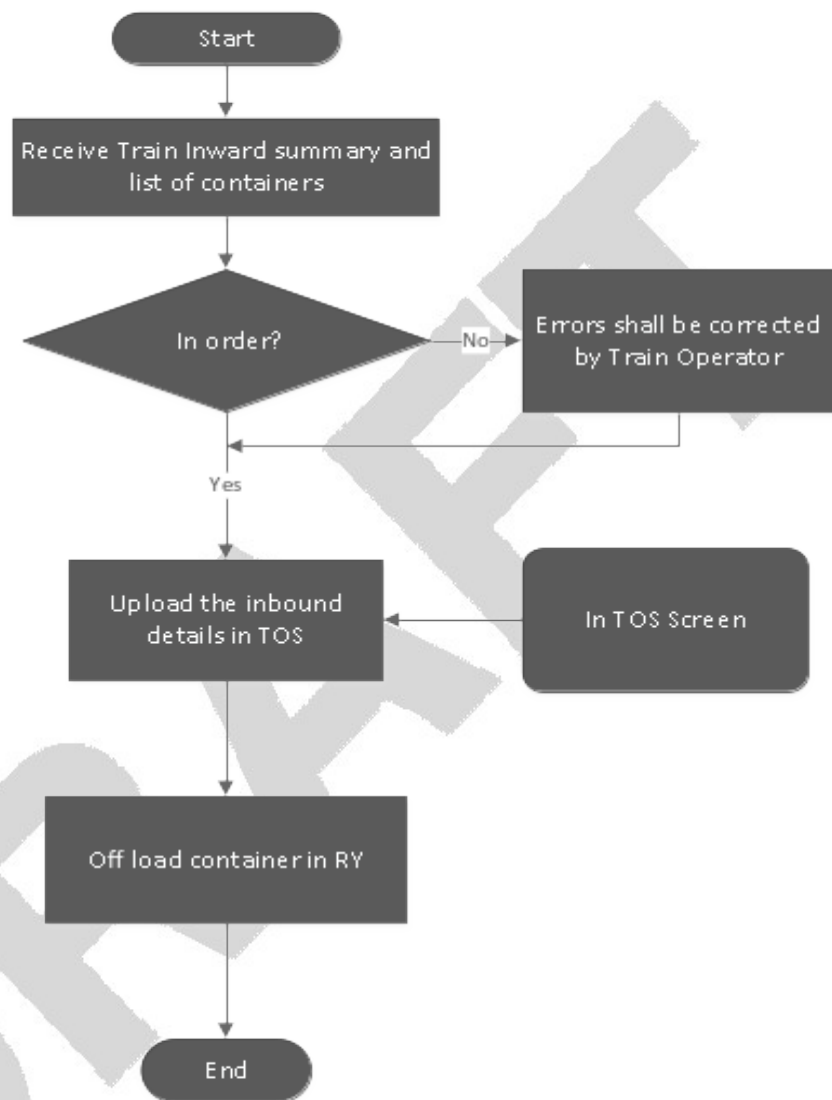 Start
Receive Train Inward summary and
list of containers
In order?
No
Errors shall be corrected
by Train Operator
Yes
Upload the inbound
details in TOS
In TOS Screen
Off load container in RY
End
DRAFT